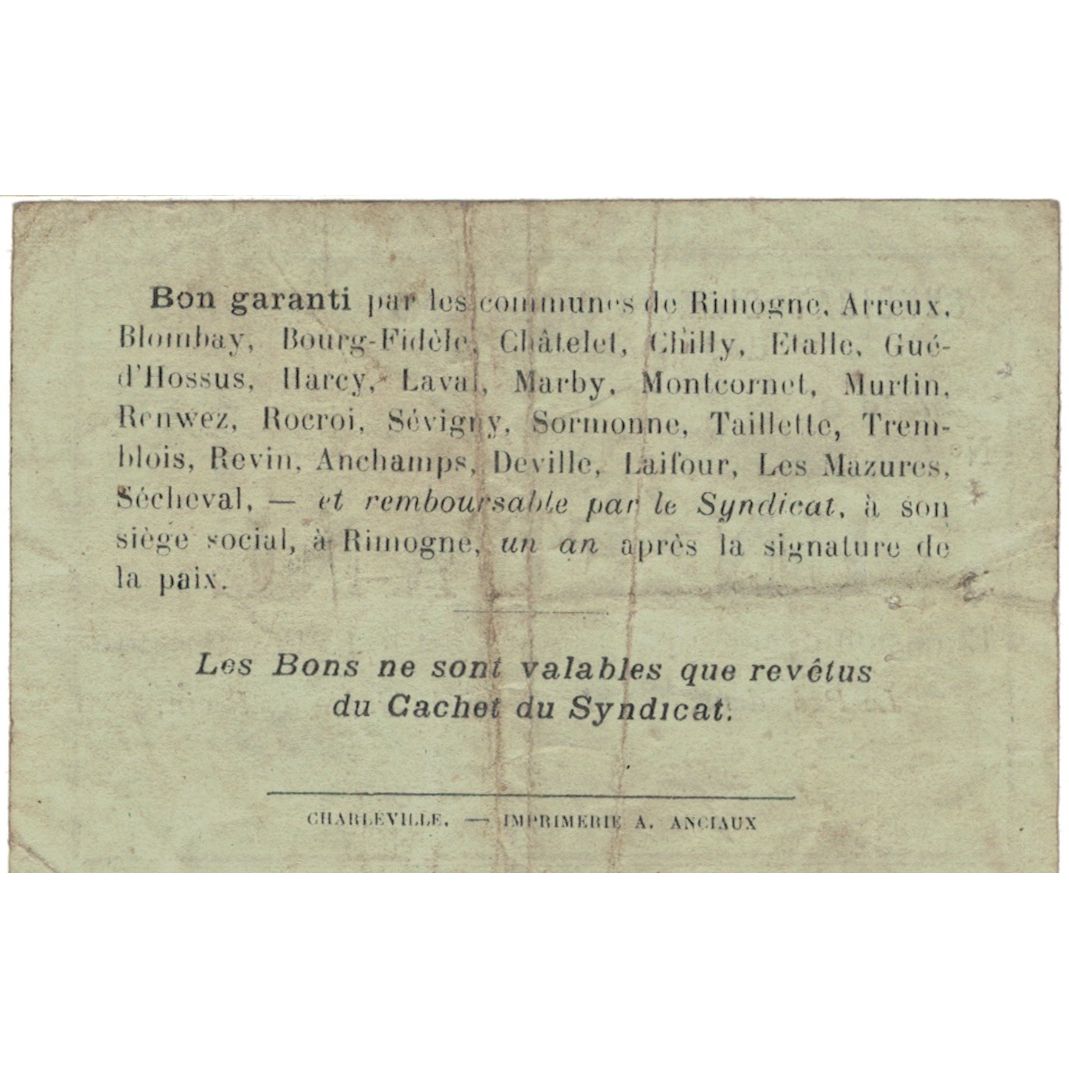 Bon garanti par les communes de Rimogne, Arreux,
Blombay, Bourg-Fidèle, Châtelet, Chilly, Etalle, Gué-
d'Hossus, Harcy, Laval, Marby, Montcornet, Murtin,
Renwez, Rocroi, Sévigny, Sormonne, Taillette, Trem-
blois, Revin, Anchamps, Deville, Laifour, Les Mazures,
Sécheval, — et remboursable par le Syndicat, à son
siège social, à Rimogne, un an après la signature de
la paix.
Les Bons ne sont valables que revêtus
du Cachet du Syndicat.
CHARLEVILLE. — IMPRIMERIE A. ANCIAUX